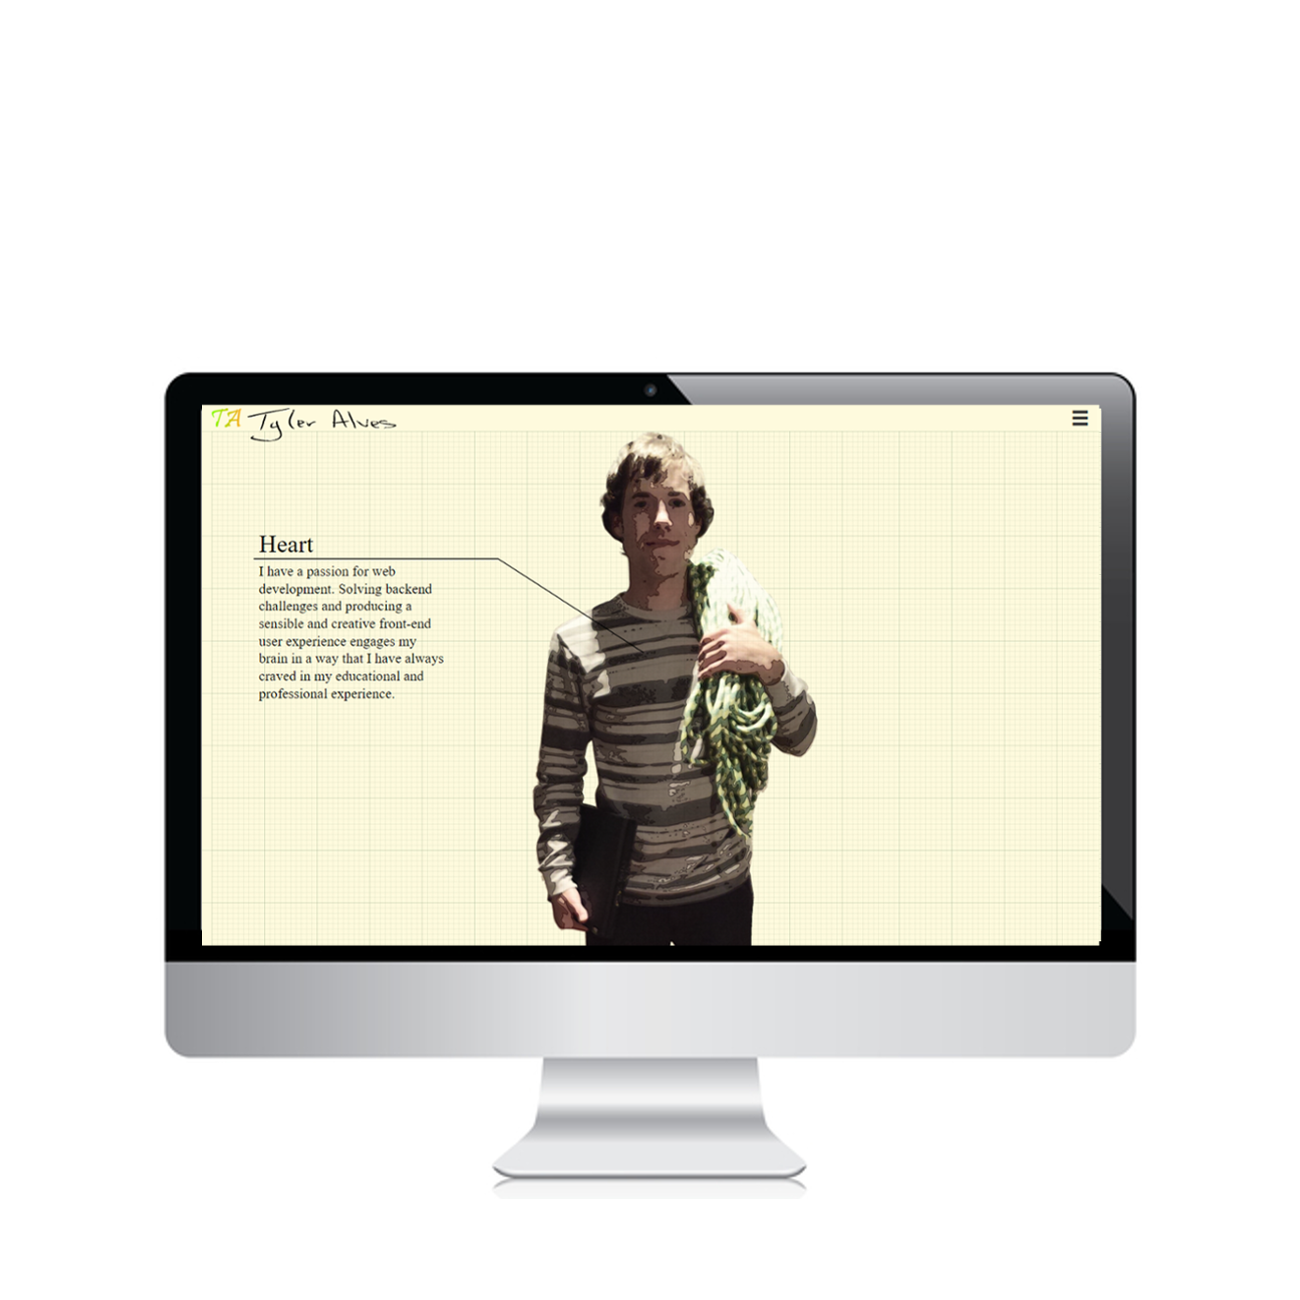 TA Tyler Alves
Heart
I have a passion for web
development. Solving backend
challenges and producing a
sensible and creative front-end
user experience engages my
brain in a way that I have always
craved in my educational and
professional experience.